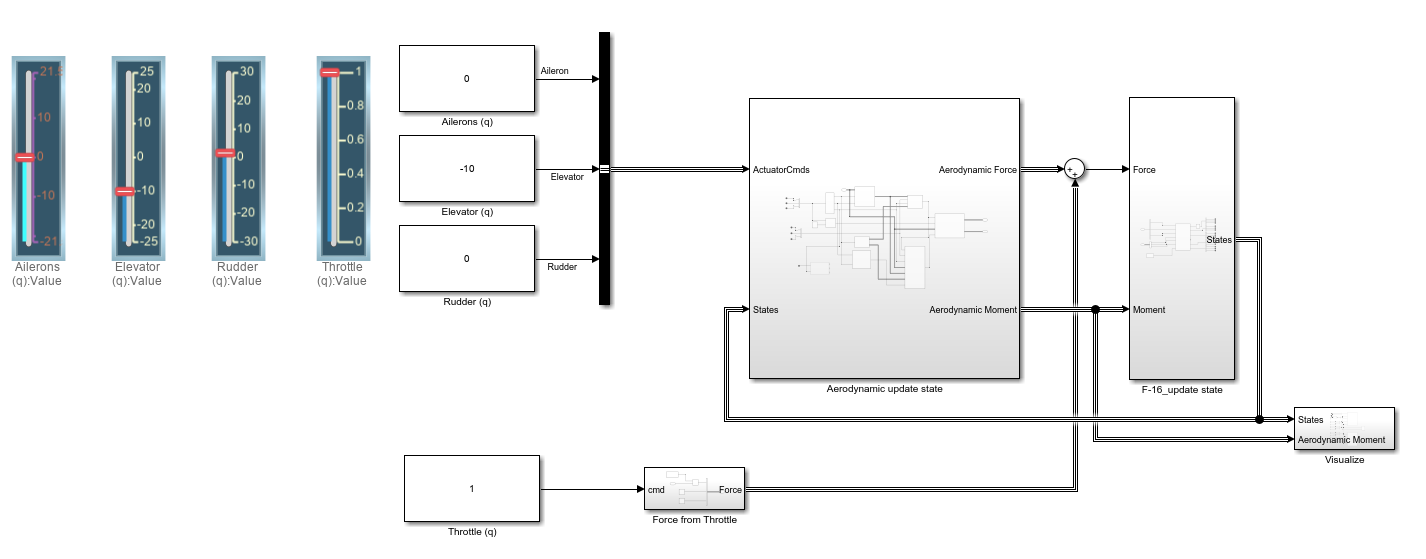 21.5
10
0
-10
-21
Ailerons
(q):Value
25
20
10
0
-10
-20
-25
Elevator
(q):Value
30
20
10
0
-10
-20
-30
Rudder
(q):Value
1
0.8
0.6
0.4
0.2
0
Throttle
(q):Value
0
Ailerons (q)
Aileron
-10
Elevator (q)
Elevator
0
Rudder (q)
Rudder
ActuatorCmds
Aerodynamic Force
States
Aerodynamic Moment
Aerodynamic update state
+
+
Force
States
Moment
F-16_update state
States
Aerodynamic Moment
Visualize
1
Throttle (q)
cmd
Force
Force from Throttle